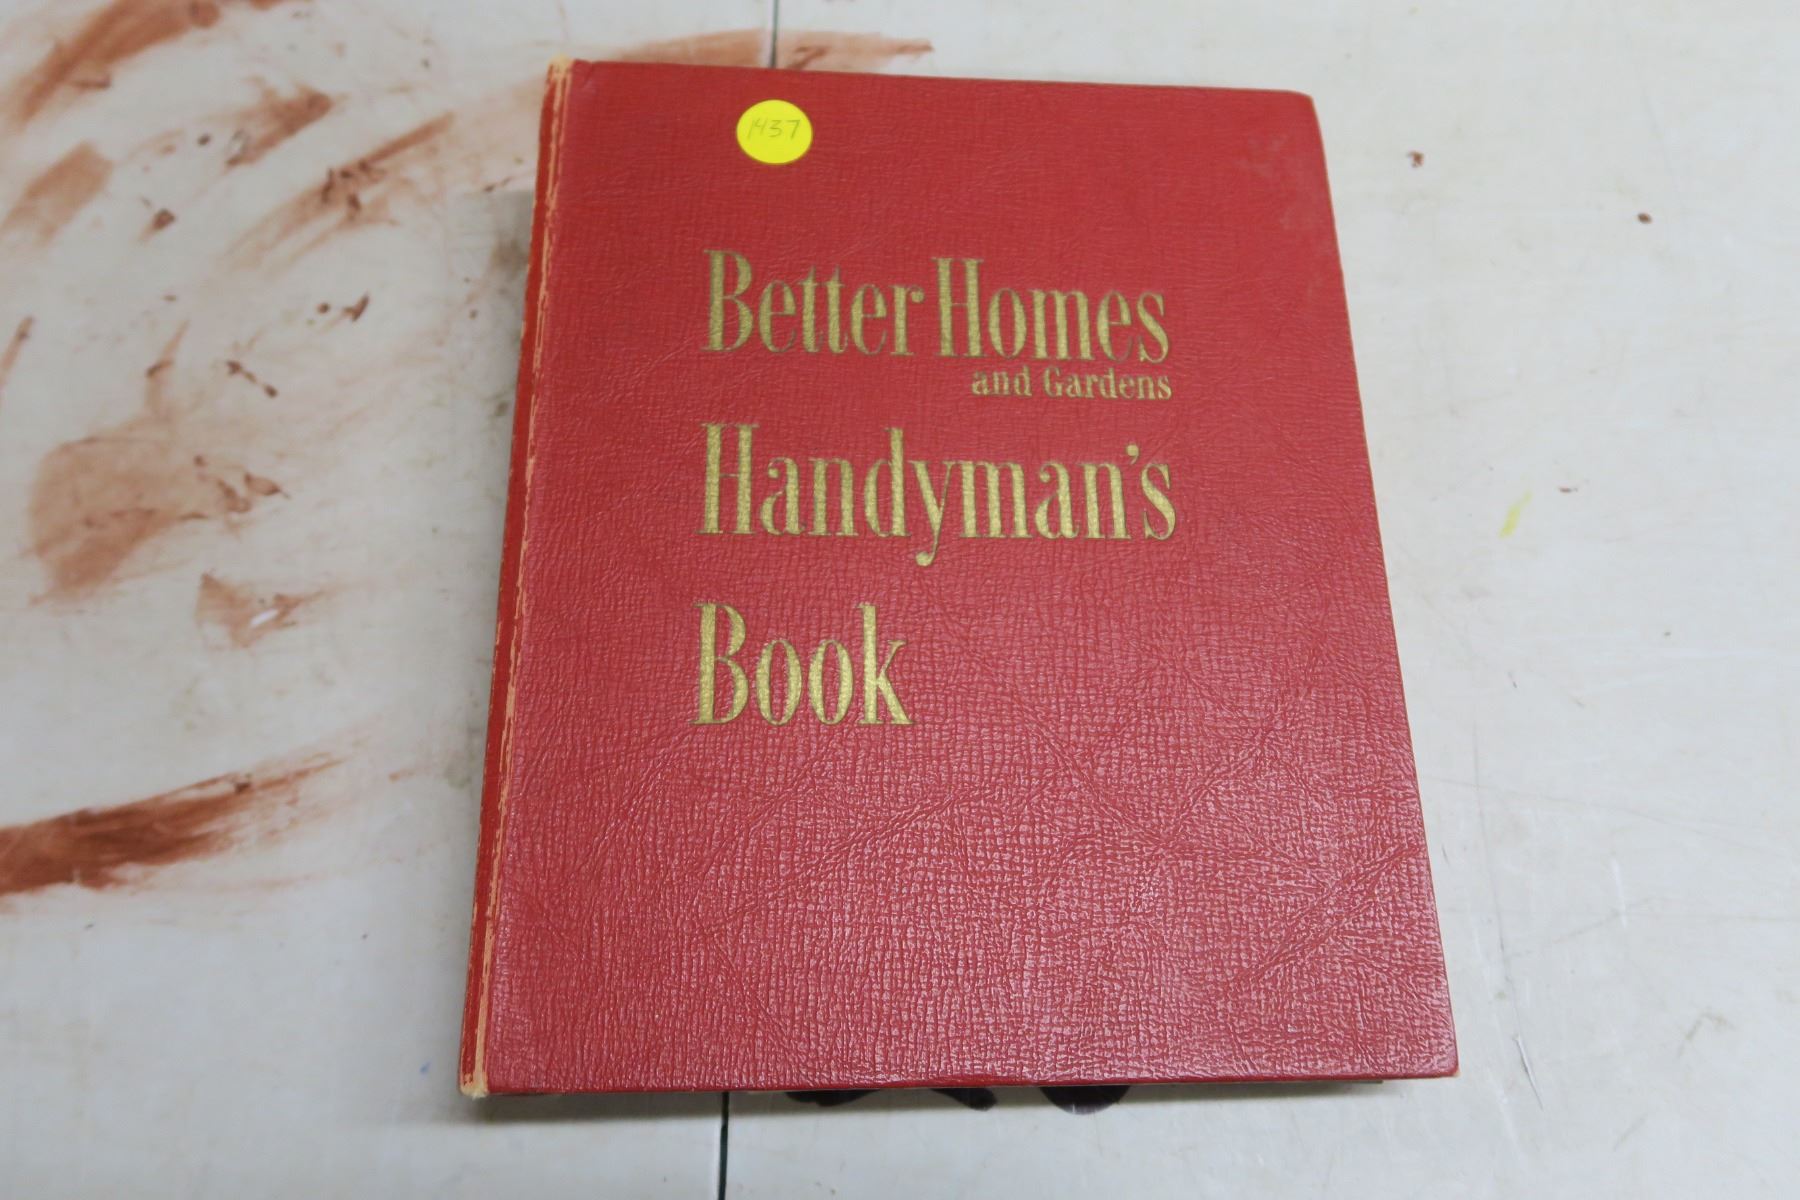 1437
Better Homes
and Gardens
Handyman's
Book